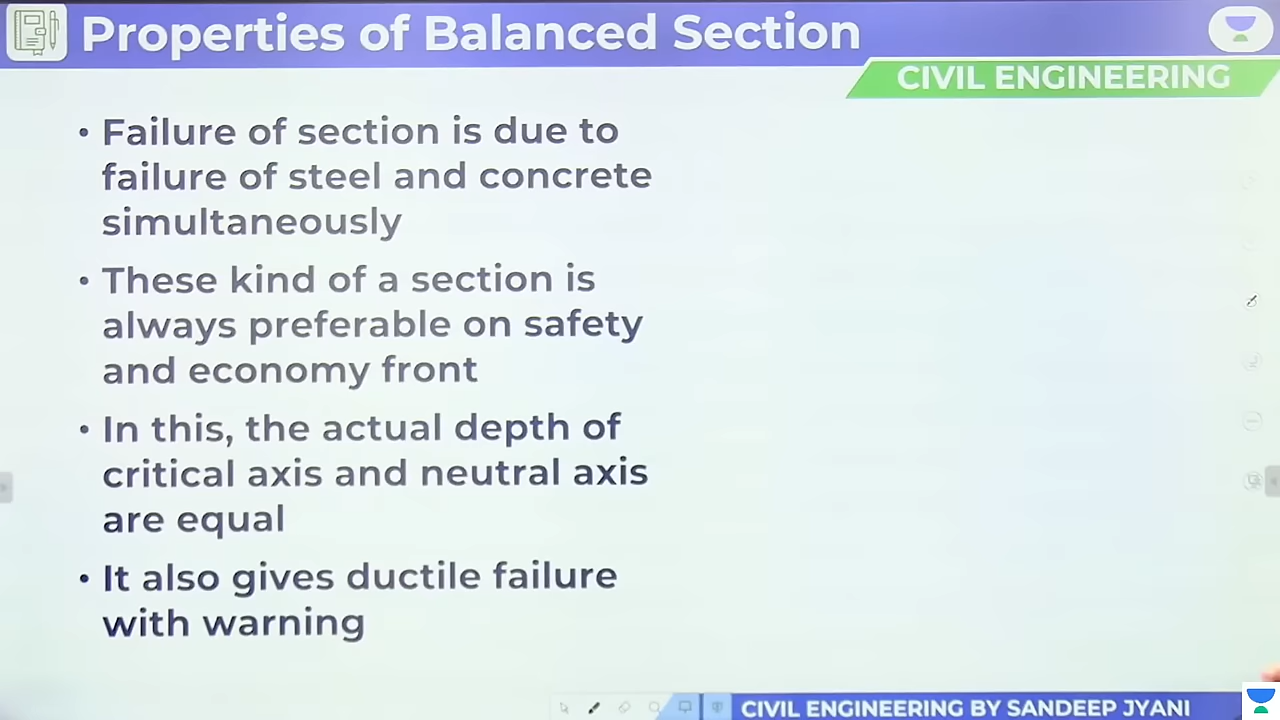 Properties of Balanced Section
CIVIL ENGINEERING
• Failure of section is due to
failure of steel and concrete
simultaneously
• These kind of a section is
always preferable on safety
and economy front
• In this, the actual depth of
critical axis and neutral axis
are equal
• It also gives ductile failure
with warning
CIVIL ENGINEERING BY SANDEEP JYANI